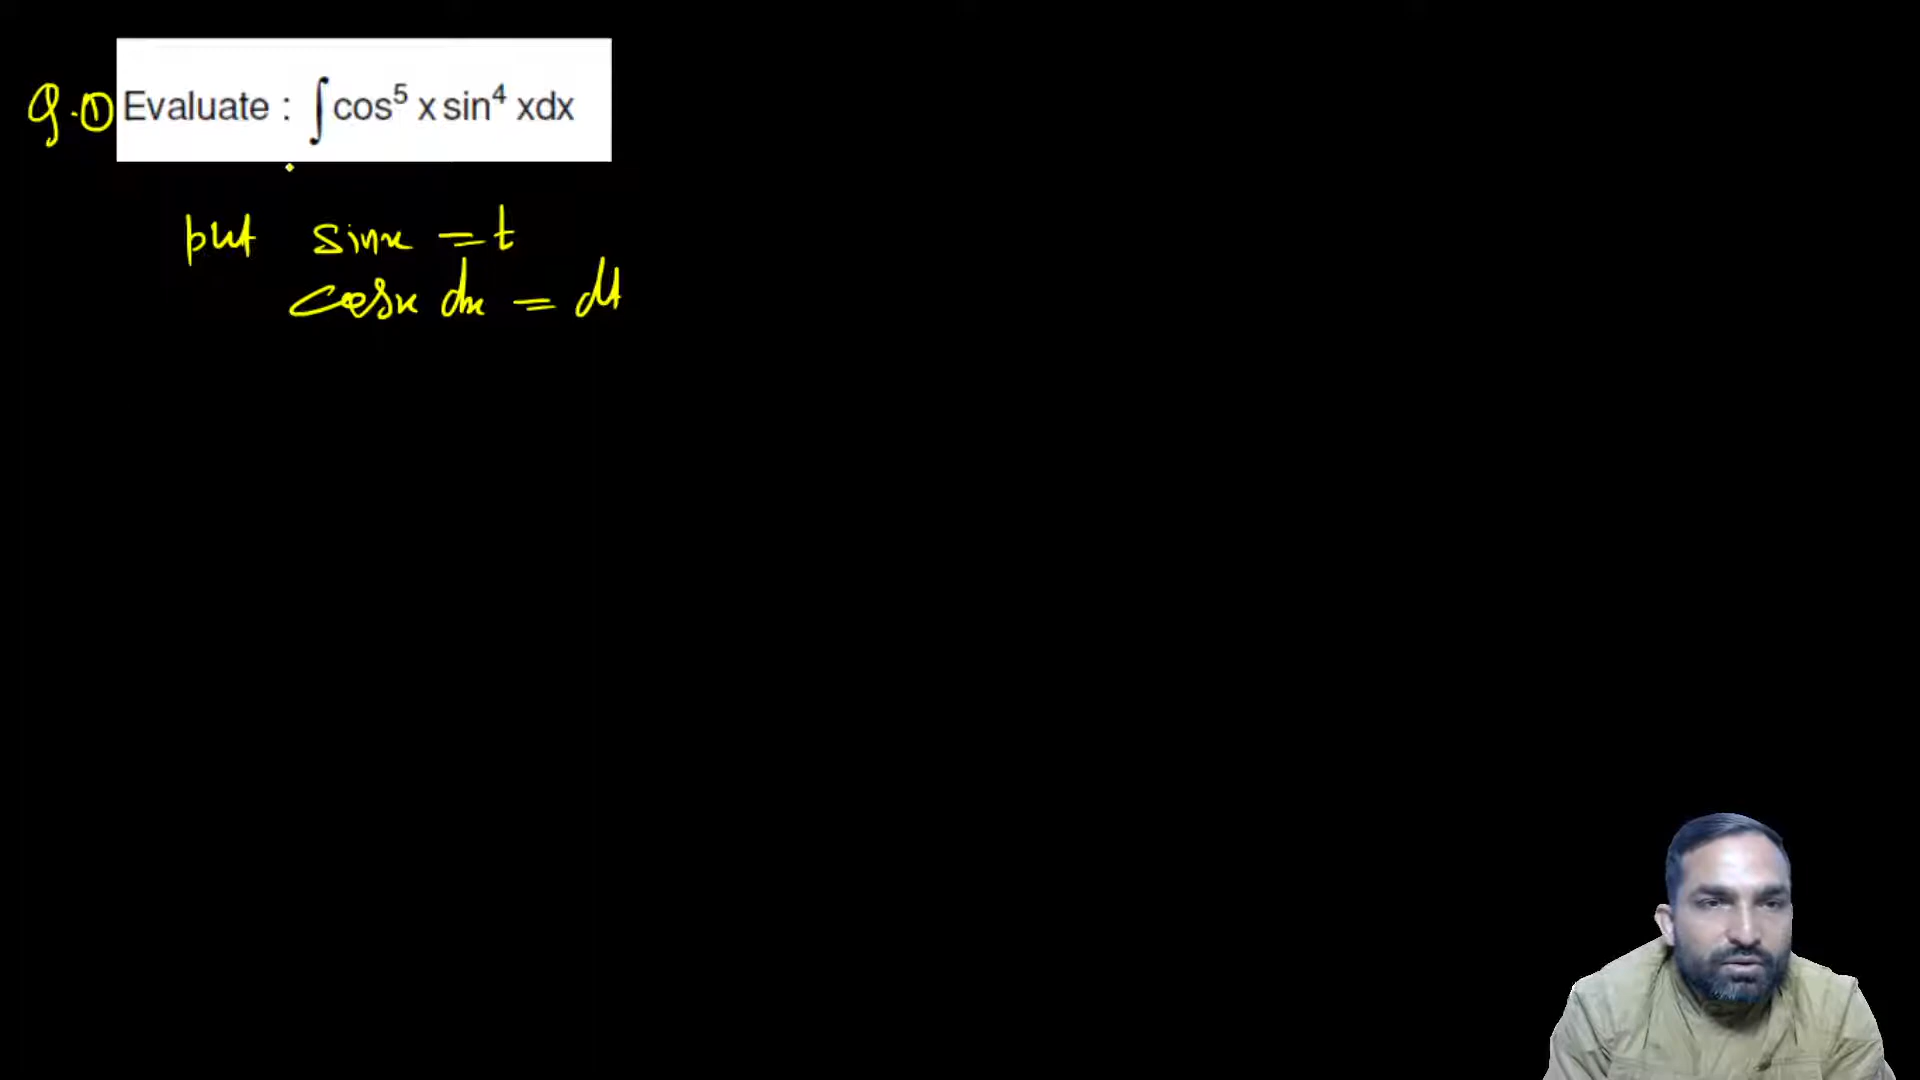 Q.① Evaluate : ∫cos⁵ x sin⁴ xdx
put sinx = t
cosx dx = dt